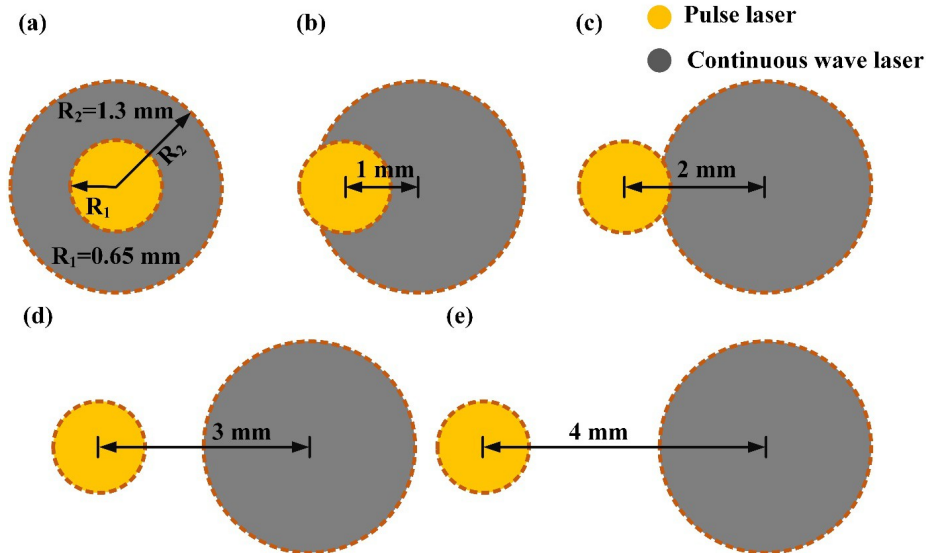 (a)
(b)
(c)
Pulse laser
Continuous wave laser
R₂=1.3 mm
R₂
R₁
R₁=0.65 mm
1 mm
2 mm
(d)
(e)
3 mm
4 mm